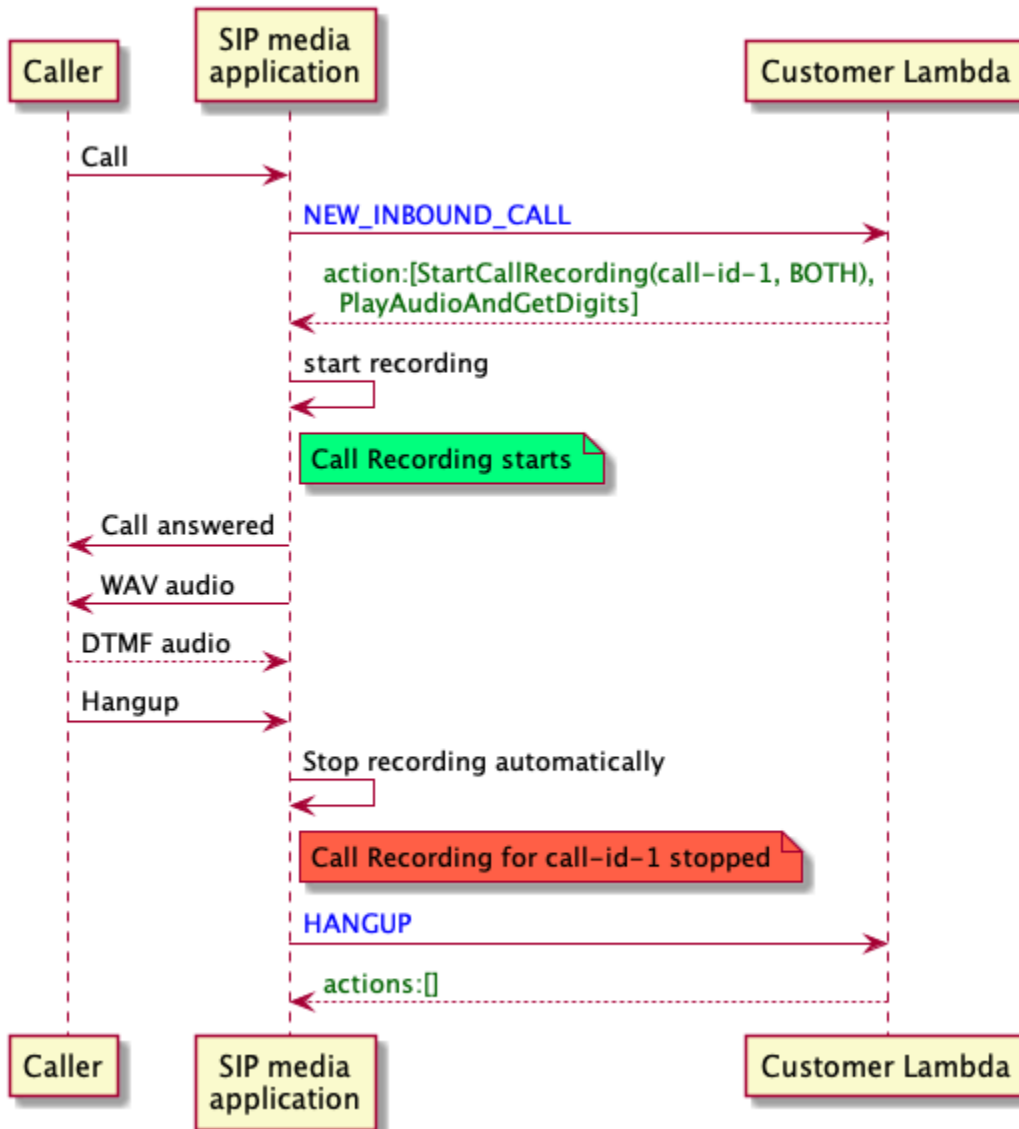 Caller
SIP media
application
Customer Lambda
Call
NEW_INBOUND_CALL
action:[StartCallRecording(call-id-1, BOTH),
PlayAudioAndGetDigits]
start recording
Call Recording starts
Call answered
WAV audio
DTMF audio
Hangup
Stop recording automatically
Call Recording for call-id-1 stopped
HANGUP
actions:[]
Caller
SIP media
application
Customer Lambda